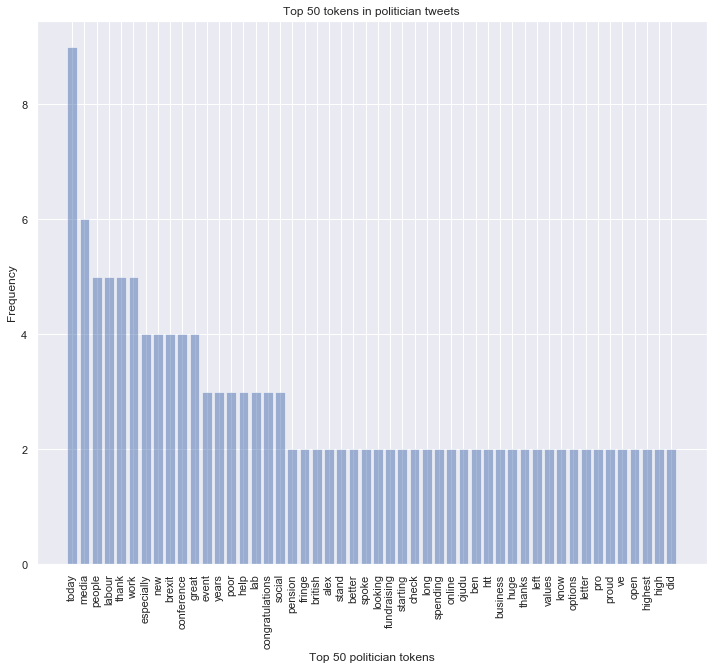 Top 50 tokens in politician tweets
Frequency
8
6
4
2
0
today
media
people
labour
thank
work
especially
new
brexit
conference
great
event
years
poor
help
lab
congratulations
social
pension
fringe
british
alex
stand
better
spoke
looking
fundraising
starting
check
long
spending
online
ojudu
ben
htt
business
huge
thanks
left
values
know
options
letter
pro
proud
ve
open
highest
high
did
Top 50 politician tokens